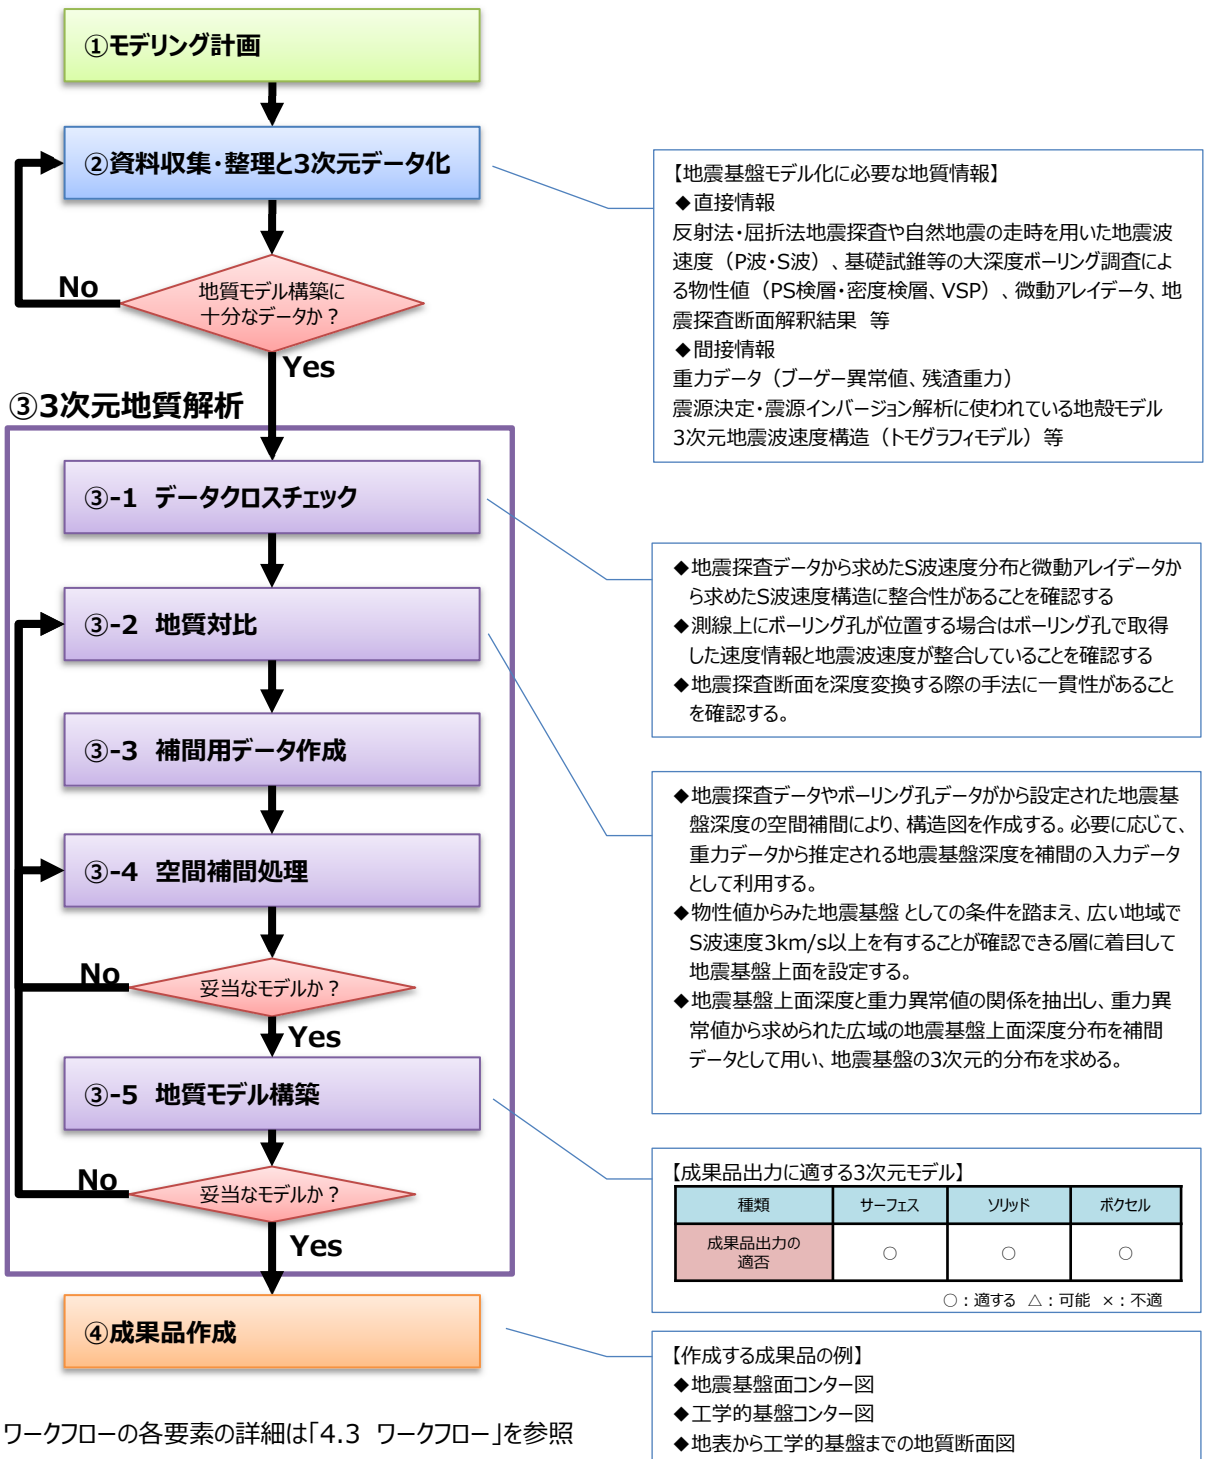 ①モデリング計画
②資料収集・整理と3次元データ化
No
地質モデル構築に
十分なデータか？
Yes
【地震基盤モデル化に必要な地質情報】
◆直接情報
反射法・屈折法地震探査や自然地震の走時を用いた地震波
速度（P波・S波）、基礎試錐等の大深度ボーリング調査によ
る物性値（PS検層・密度検層、VSP）、微動アレイデータ、地
震探査断面解釈結果 等
◆間接情報
重力データ（ブーゲー異常値、残渣重力）
震源決定・震源インバージョン解析に使われている地殻モデル
3次元地震波速度構造（トモグラフィモデル）等
③3次元地質解析
③-1 データクロスチェック
◆地震探査データから求めたS波速度分布と微動アレイデータか
ら求めたS波速度構造に整合性があることを確認する
◆測線上にボーリング孔が位置する場合はボーリング孔で取得
した速度情報と地震波速度が整合していることを確認する
◆地震探査断面を深度変換する際の手法に一貫性があること
を確認する。
③-2 地質対比
③-3 補間用データ作成
③-4 空間補間処理
◆地震探査データやボーリング孔データがから設定された地震基
盤深度の空間補間により、構造図を作成する。必要に応じて、
重力データから推定される地震基盤深度を補間の入力データ
として利用する。
◆物性値からみた地震基盤 としての条件を踏まえ、広い地域で
S波速度3km/s以上を有することが確認できる層に着目して
地震基盤上面を設定する。
◆地震基盤上面深度と重力異常値の関係を抽出し、重力異
常値から求められた広域の地震基盤上面深度分布を補間
データとして用い、地震基盤の3次元的分布を求める。
No
妥当なモデルか？
Yes
③-5 地質モデル構築
No
妥当なモデルか？
Yes
【成果品出力に適する3次元モデル】
種類 サーフェス ソリッド ボクセル
成果品出力の
適否 ○ ○ ○
○：適する △：可能 ×：不適
④成果品作成
【作成する成果品の例】
◆地震基盤面コンター図
◆工学的基盤コンター図
◆地表から工学的基盤までの地質断面図
ワークフローの各要素の詳細は「4.3 ワークフロー」を参照